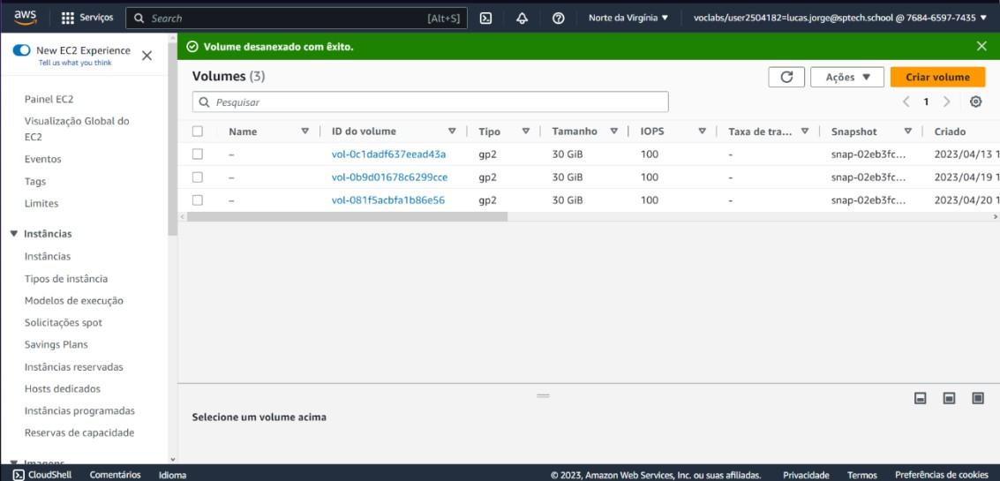 aws Serviços Search [Alt+S] Norte da Virgínia voclabs/user2504182=lucas.jorge@sptech.school @ 7684-6597-7435
New EC2 Experience
Tell us what you think
Painel EC2
Visualização Global do
EC2
Eventos
Tags
Limites
Instâncias
Instâncias
Tipos de instância
Modelos de execução
Solicitações spot
Savings Plans
Instâncias reservadas
Hosts dedicados
Instâncias programadas
Reservas de capacidade
Imagens
Volume desanexado com êxito.
Volumes (3)
Ações
Criar volume
Pesquisar
1
Name ID do volume Tipo Tamanho IOPS Taxa de tra... Snapshot Criado
– vol-0c1dadf637eead43a gp2 30 GiB 100 - snap-02eb3fc... 2023/04/13 1
– vol-0b9d01678c6299cce gp2 30 GiB 100 - snap-02eb3fc... 2023/04/19 1
– vol-081f5acbfa1b86e56 gp2 30 GiB 100 - snap-02eb3fc... 2023/04/20 1
Selecione um volume acima
CloudShell Comentários Idioma © 2023, Amazon Web Services, Inc. ou suas afiliadas. Privacidade Termos Preferências de cookies